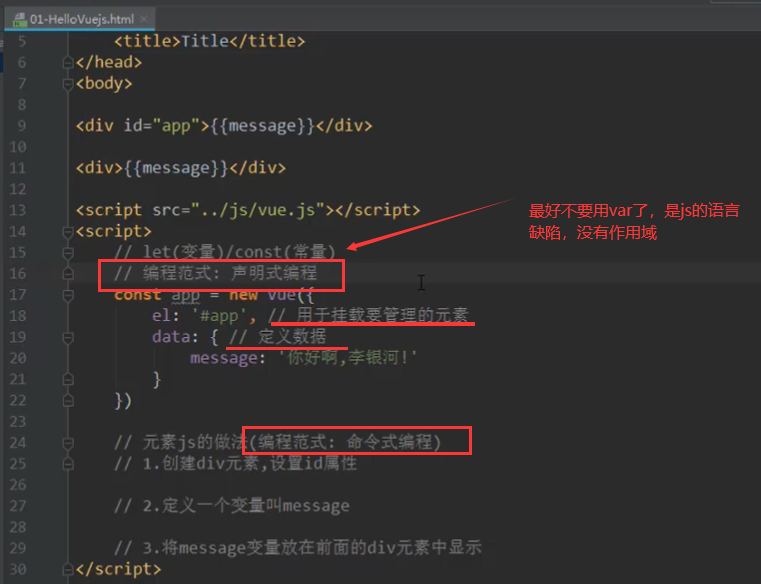 01-HelloVuejs.html
5 <title>Title</title>
6 </head>
7 <body>
8
9 <div id="app">{{message}}</div>
10
11 <div>{{message}}</div>
12
13 <script src="../js/vue.js"></script>
14 <script>
15 // let(变量)/const(常量)
16 // 编程范式: 声明式编程
17 const app = new Vue({
18 el: '#app', // 用于挂载要管理的元素
19 data: { // 定义数据
20 message: '你好啊,李银河!'
21 }
22 })
23
24 // 元素js的做法(编程范式: 命令式编程)
25 // 1.创建div元素,设置id属性
26
27 // 2.定义一个变量叫message
28
29 // 3.将message变量放在前面的div元素中显示
30 </script>
最好不要用var了，是js的语言
缺陷，没有作用域